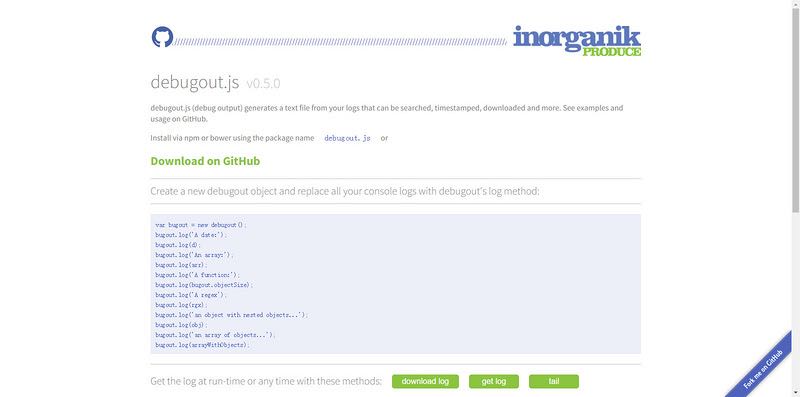 inorganik
PRODUCE
debugout.js v0.5.0
debugout.js (debug output) generates a text file from your logs that can be searched, timestamped, downloaded and more. See examples and
usage on GitHub.
Install via npm or bower using the package name debugout.js or
Download on GitHub
Create a new debugout object and replace all your console logs with debugout's log method:
var bugout = new debugout();
bugout.log('A date:');
bugout.log(d);
bugout.log('An array:');
bugout.log(arr);
bugout.log('A function:');
bugout.log(bugout.objectSize);
bugout.log('A regex');
bugout.log(rgx);
bugout.log('an object with nested objects...');
bugout.log(obj);
bugout.log('an array of objects...');
bugout.log(arrayWithObjects);
Get the log at run-time or any time with these methods: download log get log tail
Fork me on GitHub